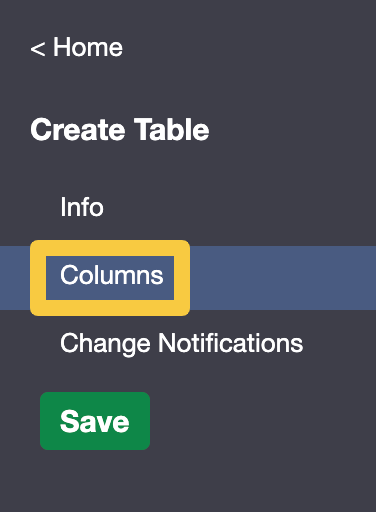 < Home
Create Table
Info
Columns
Change Notifications
Save